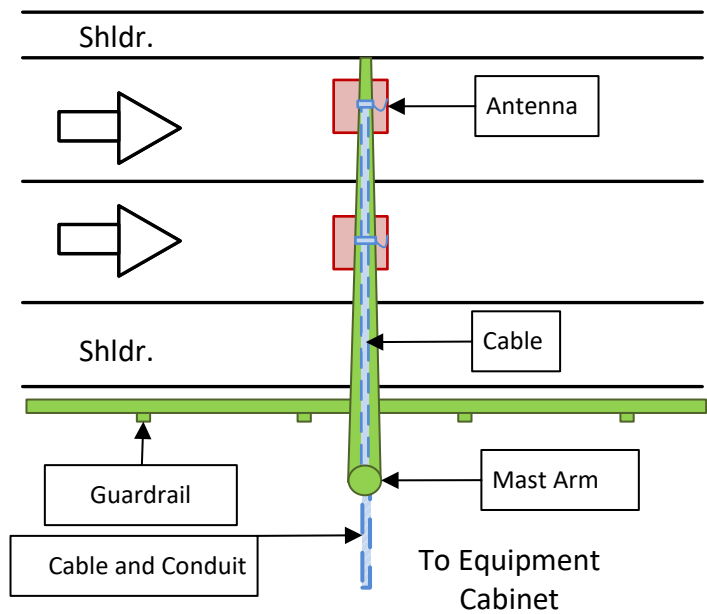 Shldr.
Antenna
Shldr.
Cable
Guardrail
Mast Arm
Cable and Conduit
To Equipment
Cabinet